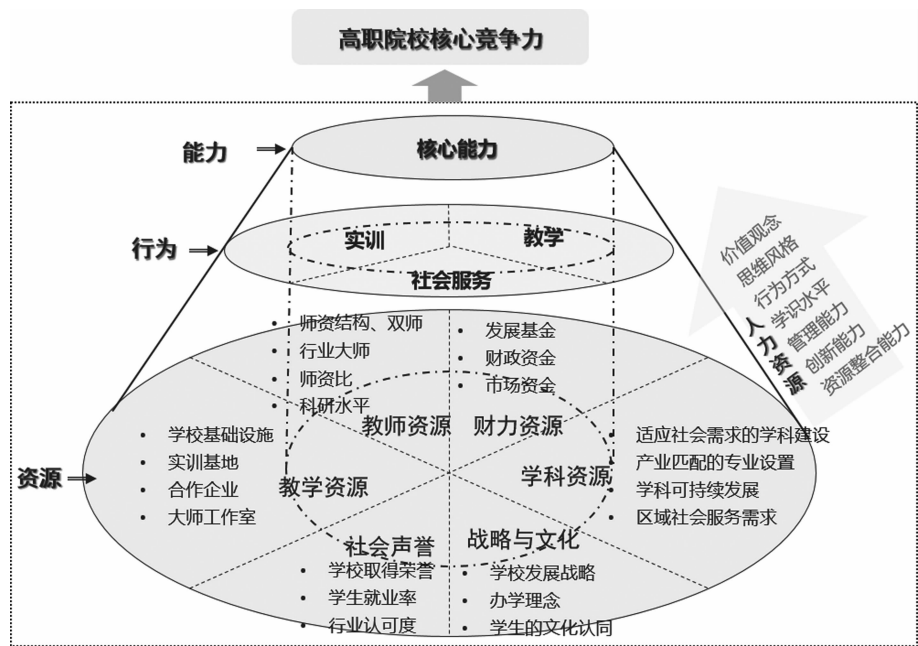 高职院校核心竞争力
能力
核心能力
行为
实训
教学
社会服务
价值观念
思维风格
行为方式
学识水平
管理能力
创新能力
资源整合能力
人力资源
资源
师资结构、双师
行业大师
师资比
科研水平
教师资源
发展基金
财政资金
市场资金
财力资源
学校基础设施
实训基地
合作企业
大师工作室
教学资源
学科资源
适应社会需求的学科建设
产业匹配的专业设置
学科可持续发展
区域社会服务需求
社会声誉
学校取得荣誉
学生就业率
行业认可度
战略与文化
学校发展战略
办学理念
学生的文化认同